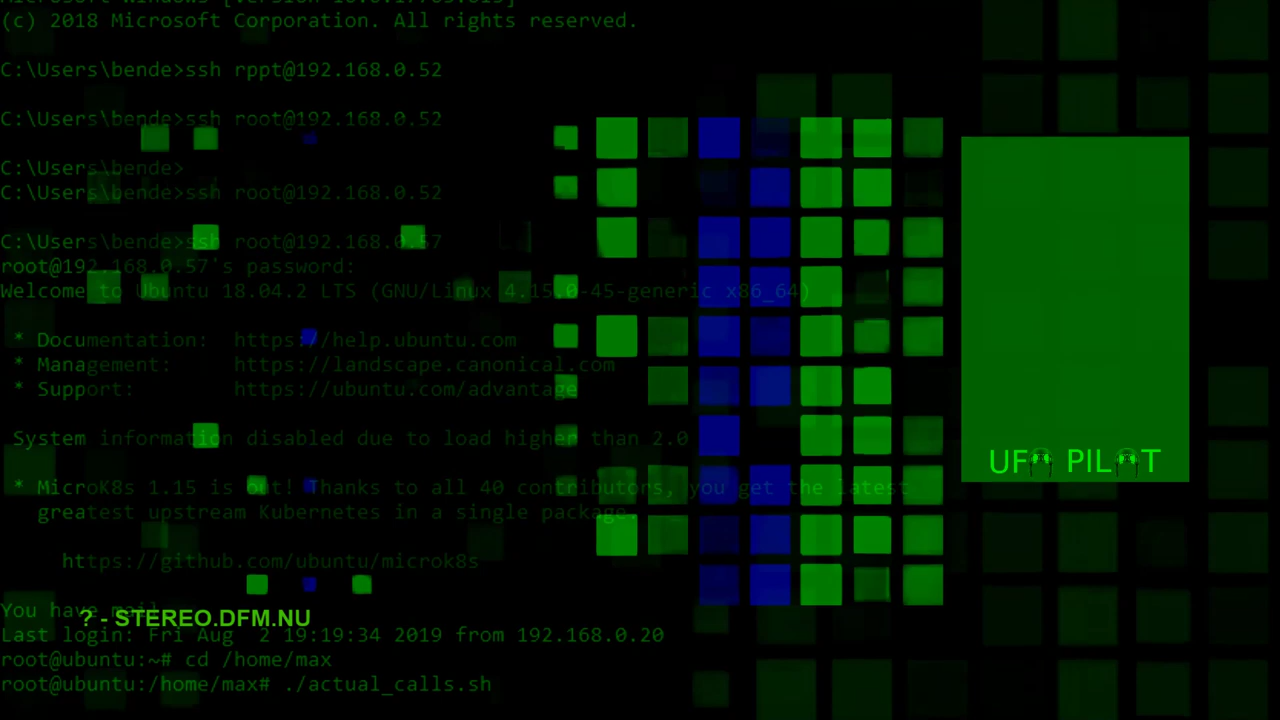 (c) 2018 Microsoft Corporation. All rights reserved.
C:\Users\bende>ssh rppt@192.168.0.52
C:\Users\bende>ssh root@192.168.0.52
C:\Users\bende>
C:\Users\bende>ssh root@192.168.0.52
C:\Users\bende>ssh root@192.168.0.57
root@192.168.0.57's password:
Welcome to Ubuntu 18.04.2 LTS (GNU/Linux 4.15.0-45-generic x86_64)
* Documentation: https://help.ubuntu.com
* Management: https://landscape.canonical.com
* Support: https://ubuntu.com/advantage
System information disabled due to load higher than 2.0
* MicroK8s 1.15 is out! Thanks to all 40 contributors, you get the latest
greatest upstream Kubernetes in a single package.
https://github.com/ubuntu/microk8s
You have mail.
? - STEREO.DFM.NU
Last login: Fri Aug 2 19:19:34 2019 from 192.168.0.20
root@ubuntu:~# cd /home/max
root@ubuntu:/home/max# ./actual_calls.sh
UFO PILOT